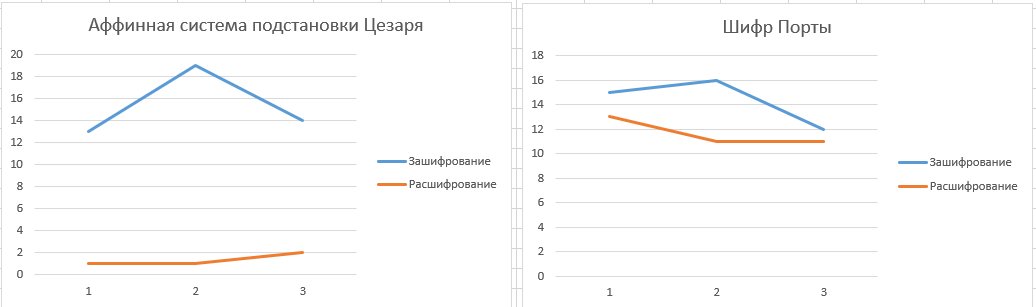 Аффинная система подстановки Цезаря
20
18
16
14
12
10
8
6
4
2
0
1 2 3
Зашифрование
Расшифрование
Шифр Порты
18
16
14
12
10
8
6
4
2
0
1 2 3
Зашифрование
Расшифрование